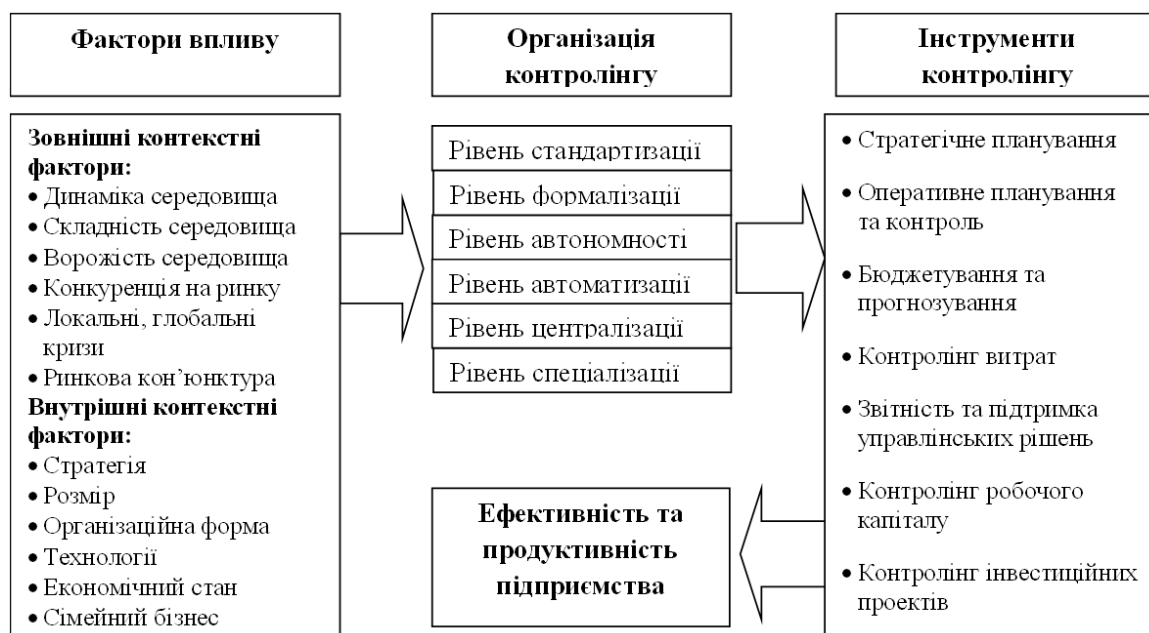 Фактори впливу
Зовнішні контекстні
фактори:
• Динаміка середовища
• Складність середовища
• Ворожість середовища
• Конкуренція на ринку
• Локальні, глобальні
кризи
• Ринкова кон’юнктура
Внутрішні контекстні
фактори:
• Стратегія
• Розмір
• Організаційна форма
• Технології
• Економічний стан
• Сімейний бізнес
Організація
контролінгу
Рівень стандартизації
Рівень формалізації
Рівень автономності
Рівень автоматизації
Рівень централізації
Рівень спеціалізації
Інструменти
контролінгу
• Стратегічне планування
• Оперативне планування
та контроль
• Бюджетування та
прогнозування
• Контролінг витрат
• Звітність та підтримка
управлінських рішень
• Контролінг робочого
капіталу
• Контролінг інвестиційних
проектів
Ефективність та
продуктивність
підприємства